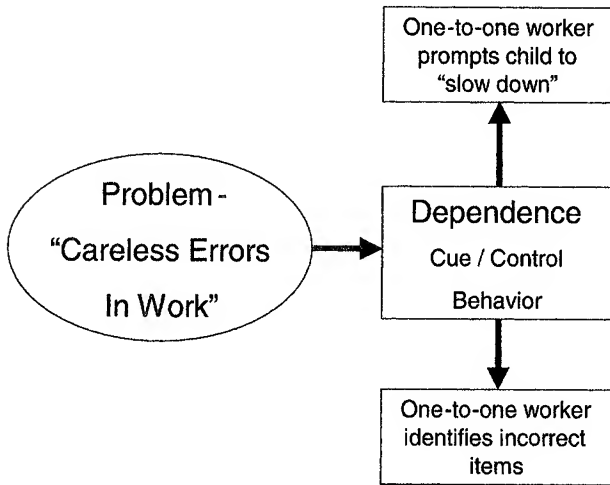 One-to-one worker
prompts child to
“slow down”
Problem-
“Careless Errors
In Work”
Dependence
Cue / Control
Behavior
One-to-one worker
identifies incorrect
items